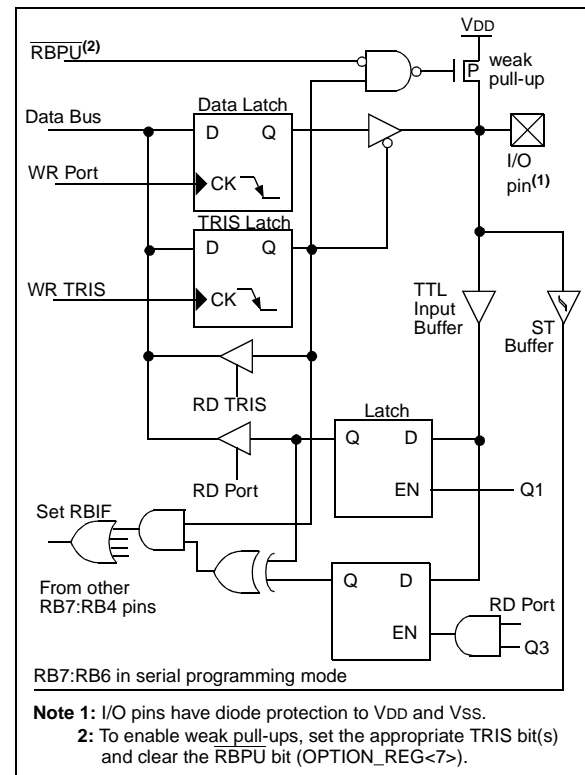 VDD
RBPU(2)
P
weak
pull-up
Data Bus
Data Latch
D Q
WR Port
CK
I/O
pin(1)
TRIS Latch
D Q
WR TRIS
CK
TTL
Input
Buffer
ST
Buffer
RD TRIS
Latch
Q D
EN
Q1
RD Port
Set RBIF
From other
RB7:RB4 pins
Q D
EN
RD Port
Q3
RB7:RB6 in serial programming mode
Note 1: I/O pins have diode protection to VDD and VSS.
2: To enable weak pull-ups, set the appropriate TRIS bit(s)
and clear the RBPU bit (OPTION_REG<7>).